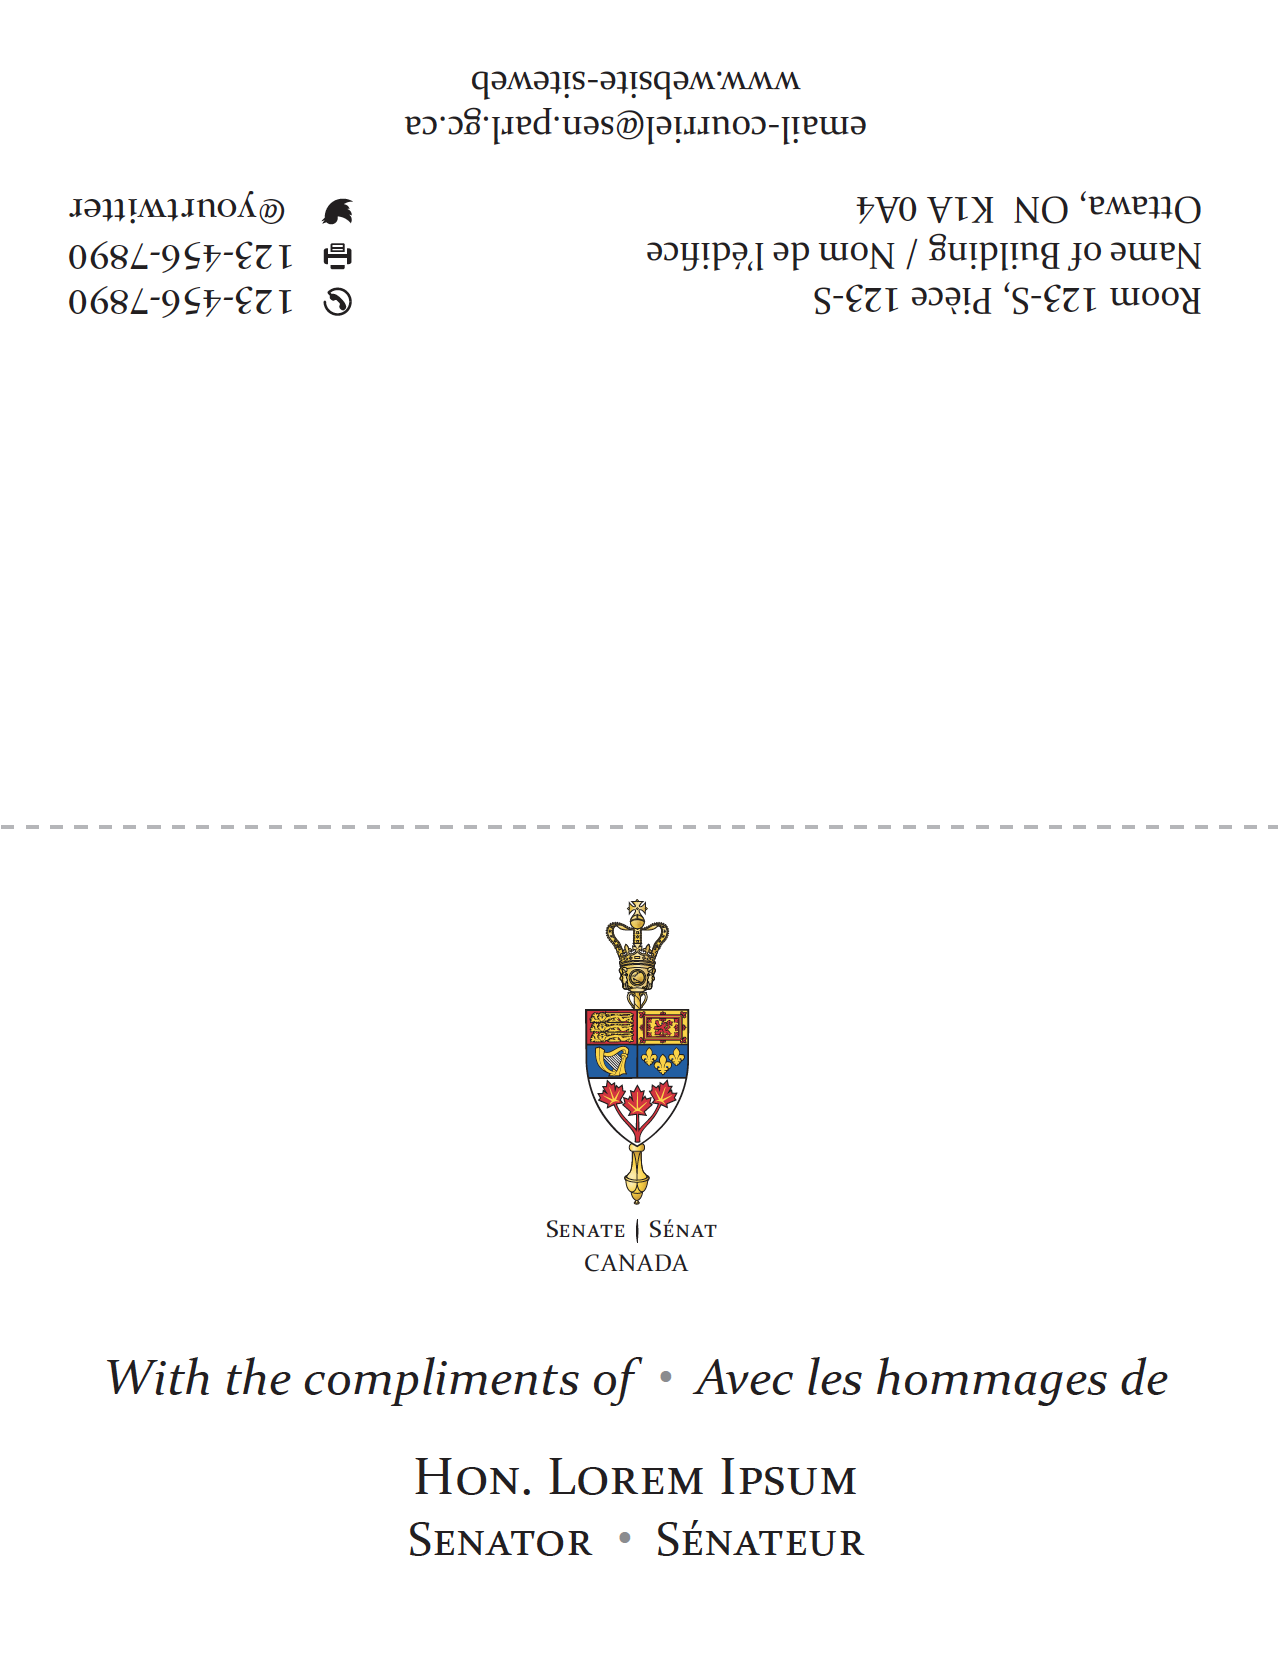 Room 123-S, Pièce 123-S
Name of Building / Nom de l'édifice
Ottawa, ON  K1A 0A4
123-456-7890
123-456-7890
@yourtwitter
email-courriel@sen.parl.gc.ca
www.website-siteweb
Senate | Sénat
CANADA
With the compliments of • Avec les hommages de
Hon. Lorem Ipsum
Senator • Sénateur